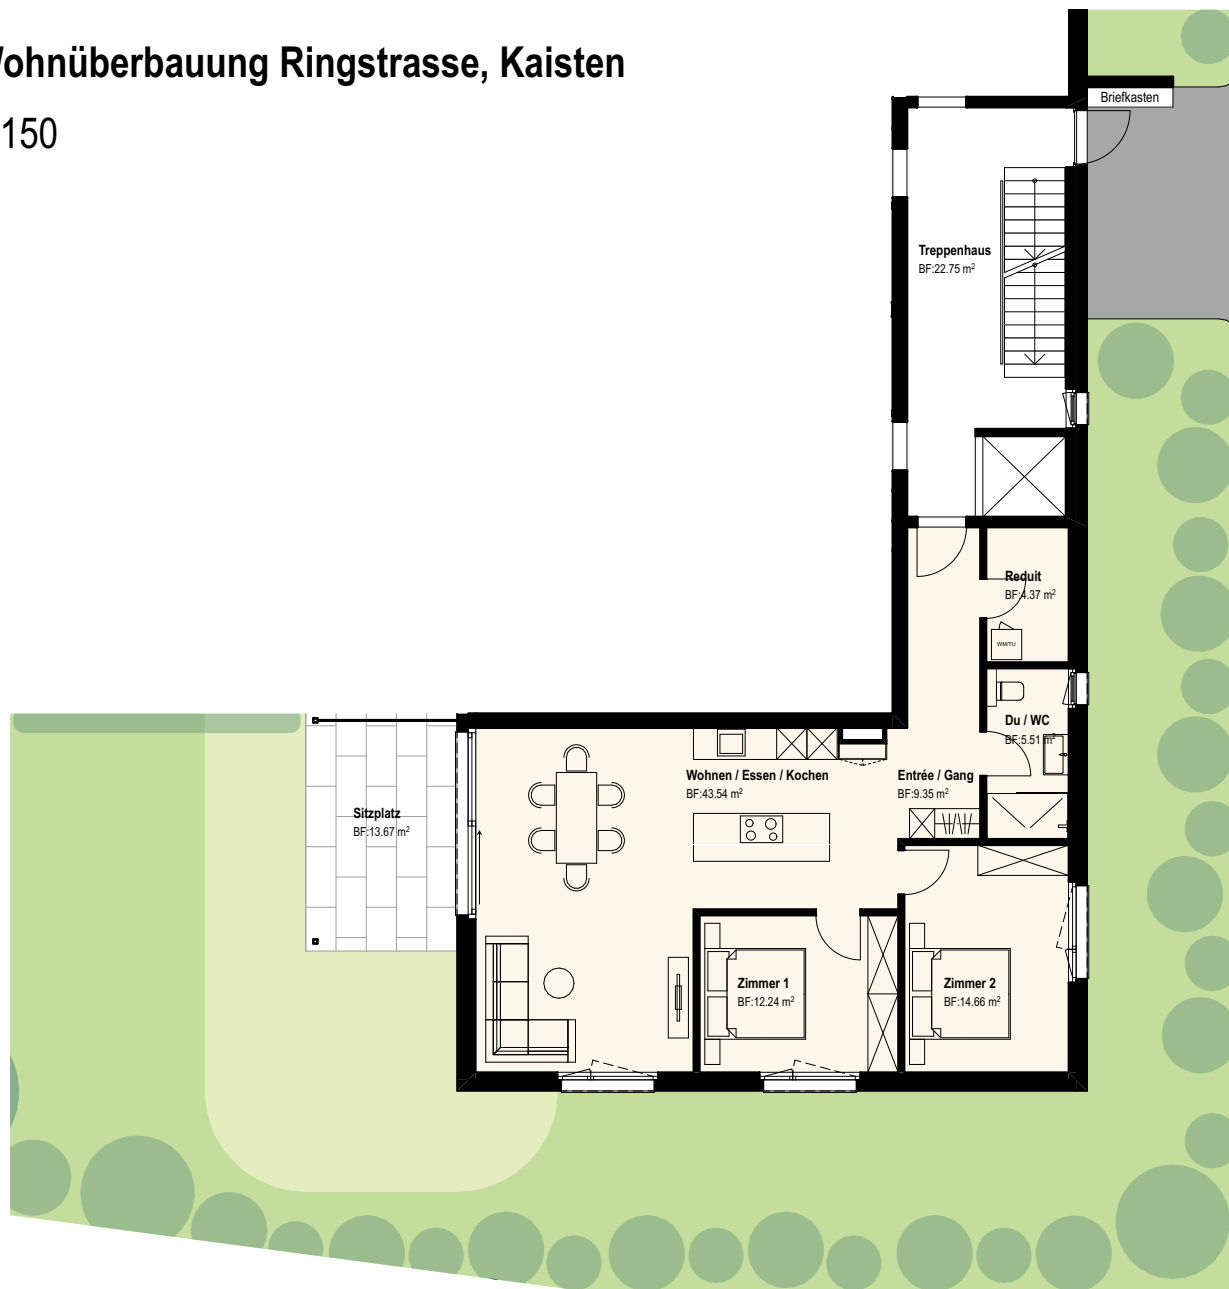 ohnüberbauung Ringstrasse, Kaisten
150
Briefkasten
Treppenhaus
BF:22.75 m²
Reduit
BF:4.37 m²
WM/TU
Du / WC
BF:5.51 m²
Wohnen / Essen / Kochen
BF:43.54 m²
Entrée / Gang
BF:9.35 m²
Sitzplatz
BF:13.67 m²
Zimmer 1
BF:12.24 m²
Zimmer 2
BF:14.66 m²